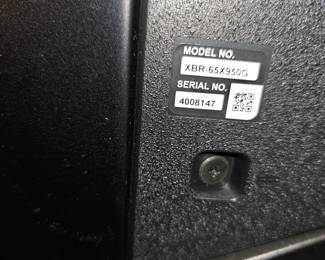 MODEL NO.
XBR-65X950G
SERIAL NO.
4008147